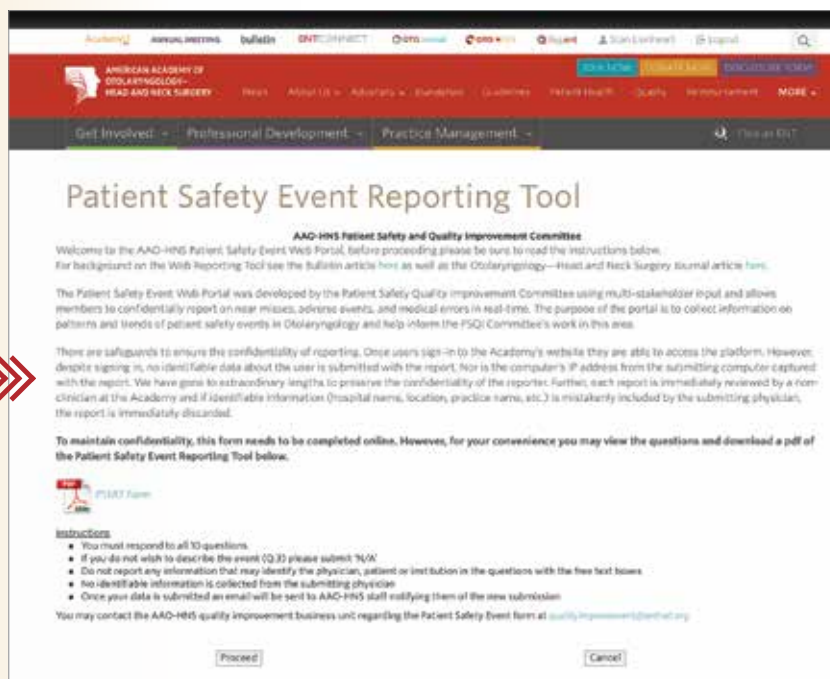 AcademyU ANNUAL MEETING bulletin ENTCONNECT
Logout
AMERICAN ACADEMY OF
OTOLARYNGOLOGY–
HEAD AND NECK SURGERY
JOIN NOW DONATE NOW DISCLOSURE FORM
News About Us Advocacy Foundation Guidelines Patient Health Quality Reimbursement MORE
Get Involved Professional Development Practice Management Find an ENT
Patient Safety Event Reporting Tool
AAO-HNS Patient Safety and Quality Improvement Committee
Welcome to the AAO-HNS Patient Safety Event Web Portal, before proceeding please be sure to read the instructions below.
For background on the Web Reporting Tool see the Bulletin article here as well as the Otolaryngology—Head and Neck Surgery Journal article here.
The Patient Safety Event Web Portal was developed by the Patient Safety Quality Improvement Committee using multi-stakeholder input and allows
members to confidentially report on near misses, adverse events, and medical errors in real-time. The purpose of the portal is to collect information on
patterns and trends of patient safety events in Otolaryngology and help inform the PSQI Committee's work in this area.
There are safeguards to ensure the confidentiality of reporting. Once users sign-in to the Academy's website they are able to access the platform. However,
despite signing in, no identifiable data about the user is submitted with the report. Nor is the computer's IP address from the submitting computer captured
with the report. We have gone to extraordinary lengths to preserve the confidentiality of the reporter. Further, each report is immediately reviewed by a non-
clinician at the Academy and if identifiable information (hospital name, location, practice name, etc.) is mistakenly included by the submitting physician,
the report is immediately discarded.
To maintain confidentiality, this form needs to be completed online. However, for your convenience you may view the questions and download a pdf of
the Patient Safety Event Reporting Tool below.
PDF
PSERT Form
Instructions
• You must respond to all 10 questions
• If you do not wish to describe the event (Q.3) please submit 'N/A'
• Do not report any information that may identify the physician, patient or institution in the questions with the free text boxes
• No identifiable information is collected from the submitting physician
• Once your data is submitted an email will be sent to AAO-HNS staff notifying them of the new submission
You may contact the AAO-HNS quality improvement business unit regarding the Patient Safety Event form at qualityimprovement@entnet.org
Proceed Cancel